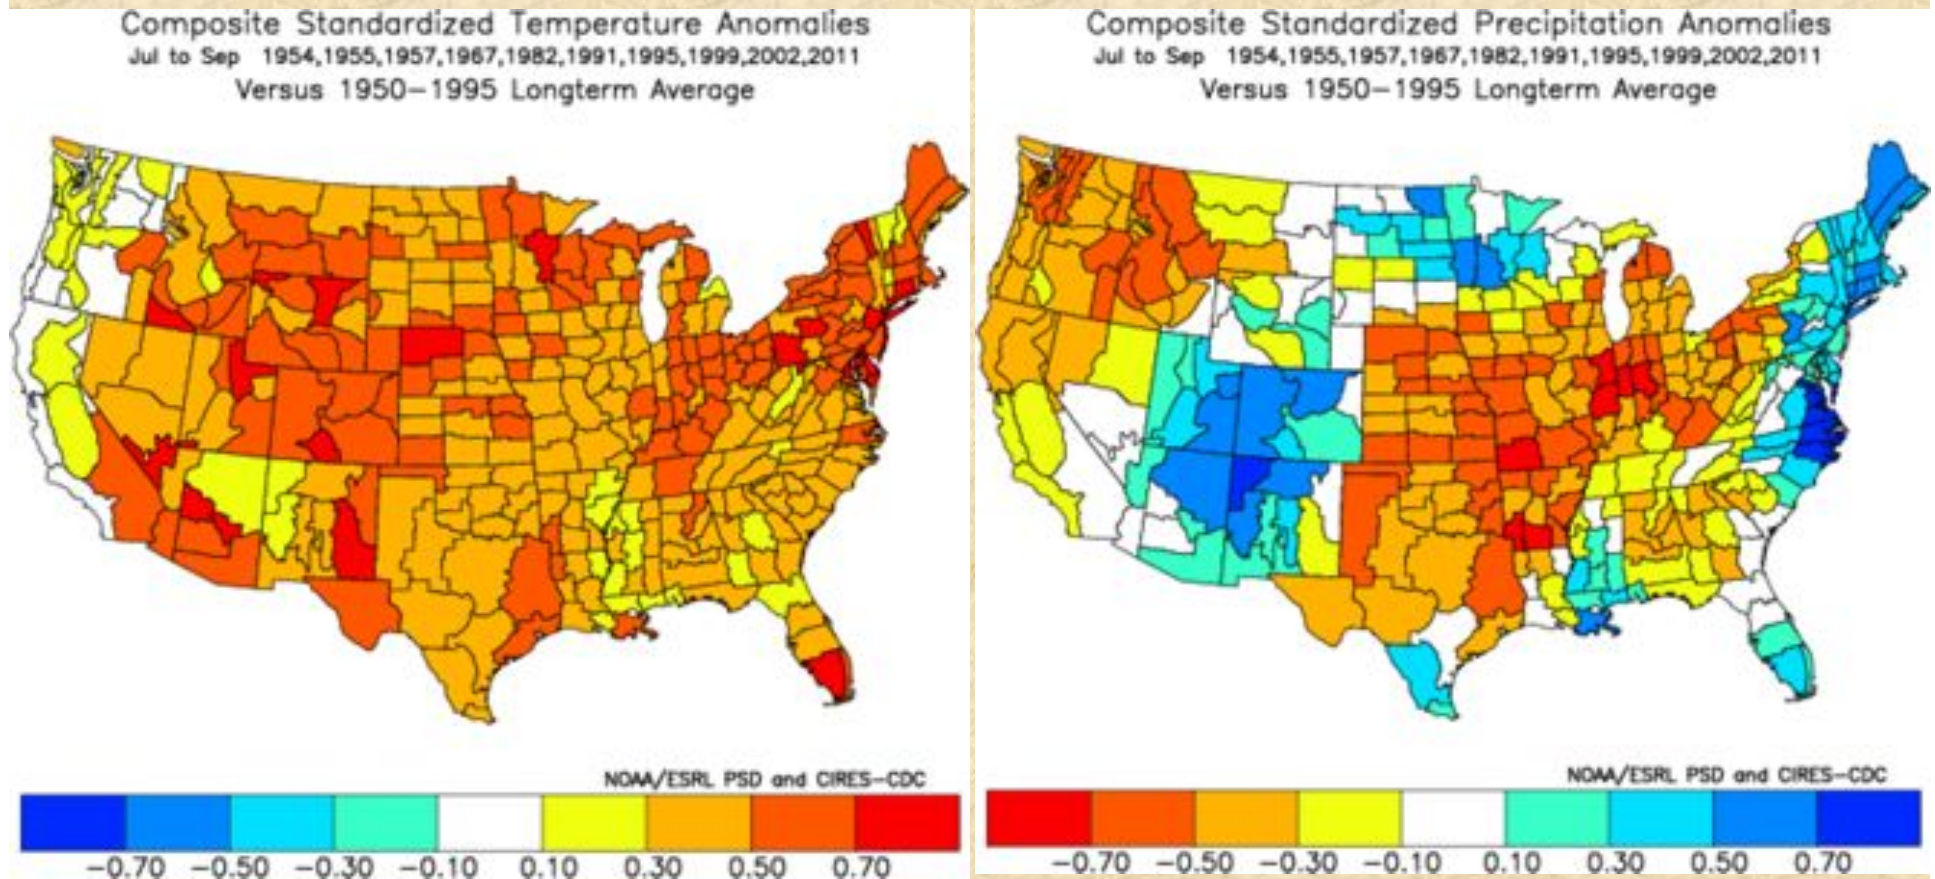 Composite Standardized Temperature Anomalies
Jul to Sep 1954,1955,1957,1967,1982,1991,1995,1999,2002,2011
Versus 1950-1995 Longterm Average
NOAA/ESRL PSD and CIRES-CDC
-0.70 -0.50 -0.30 -0.10 0.10 0.30 0.50 0.70
Composite Standardized Precipitation Anomalies
Jul to Sep 1954,1955,1957,1967,1982,1991,1995,1999,2002,2011
Versus 1950-1995 Longterm Average
NOAA/ESRL PSD and CIRES-CDC
-0.70 -0.50 -0.30 -0.10 0.10 0.30 0.50 0.70